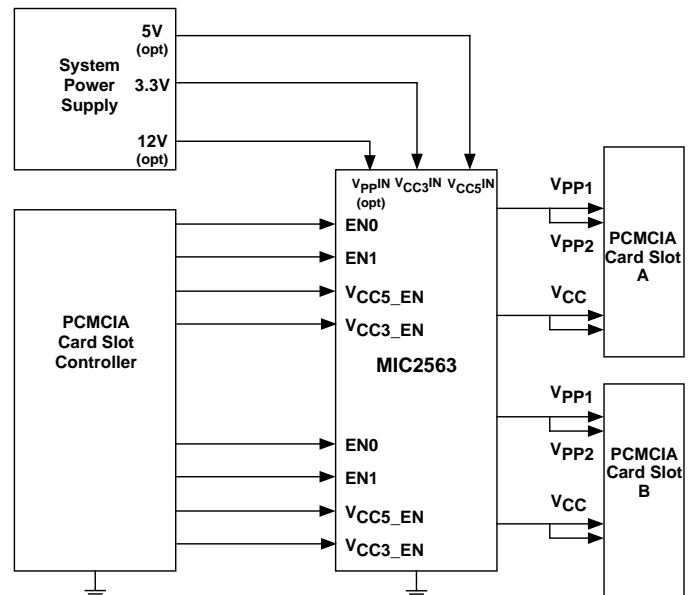 System
Power
Supply
5V
(opt)
3.3V
12V
(opt)
VPPIN VCC3IN VCC5IN
(opt)
PCMCIA
Card Slot
Controller
EN0
EN1
VCC5_EN
VCC3_EN
MIC2563
EN0
EN1
VCC5_EN
VCC3_EN
VPP1
VPP2
VCC
PCMCIA
Card Slot
A
VPP1
VPP2
VCC
PCMCIA
Card Slot
B